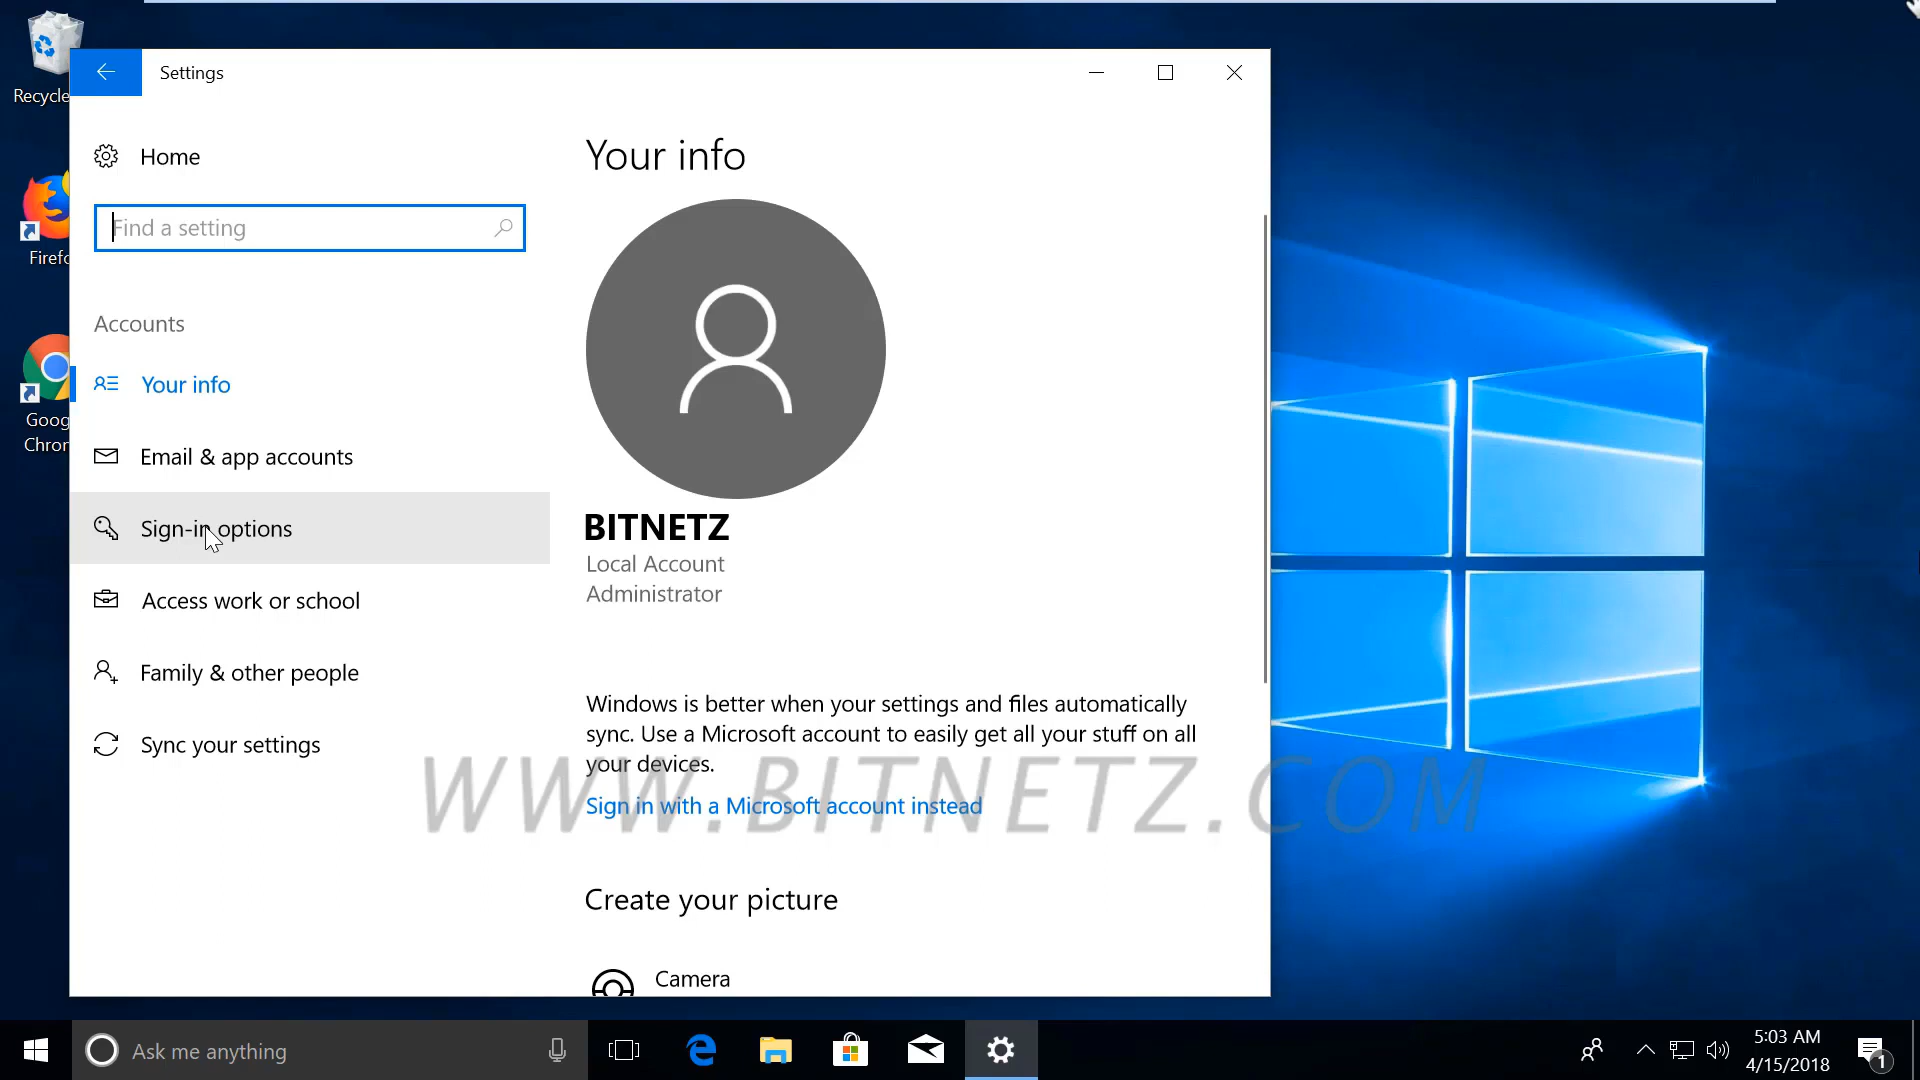 Recycle
Settings
Home
Your info
Find a setting
Firefo
Accounts
Your info
Goog
Chron
Email & app accounts
Sign-in options
Access work or school
Family & other people
Sync your settings
BITNETZ
Local Account
Administrator
Windows is better when your settings and files automatically
sync. Use a Microsoft account to easily get all your stuff on all
your devices.
Sign in with a Microsoft account instead
WWW.BITNETZ.COM
Create your picture
Camera
Ask me anything
5:03 AM
4/15/2018
1